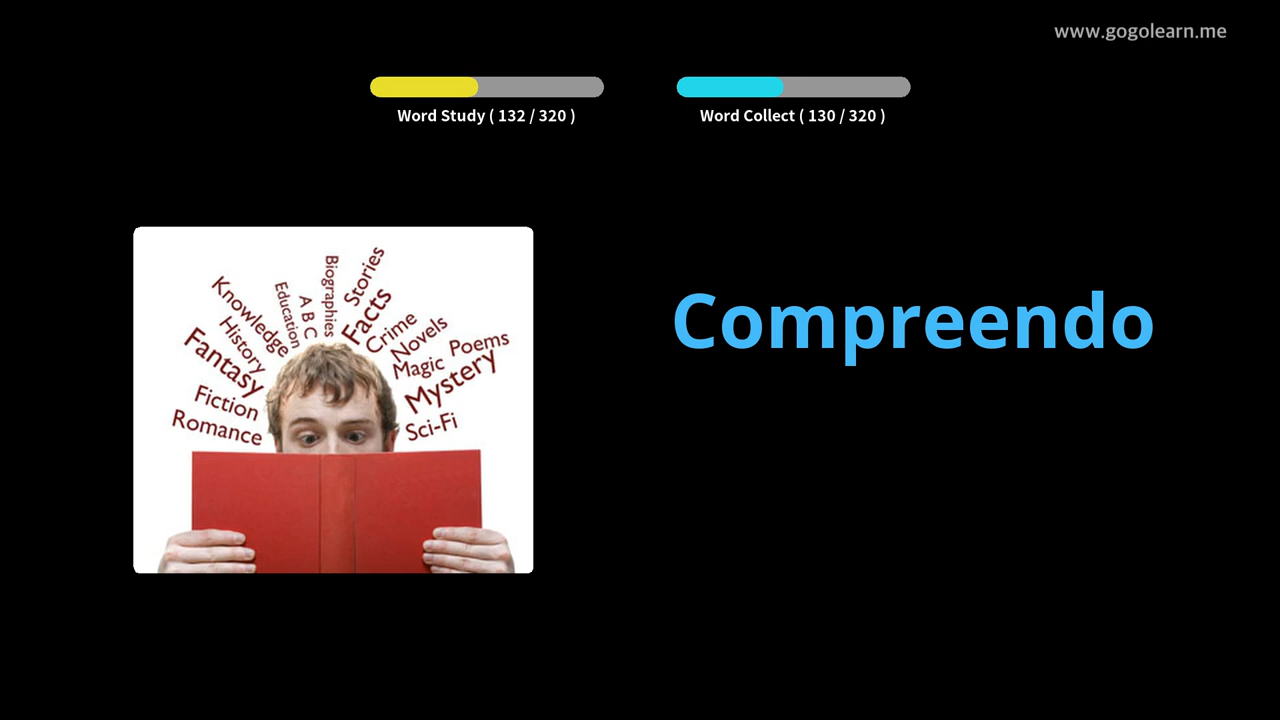 www.gogolearn.me
Word Study ( 132 / 320 )
Word Collect ( 130 / 320 )
Compreendo
Knowledge
Education
A B C
Biographies
Stories
Facts
Crime
Novels
Poems
Magic
Mystery
Sci-Fi
History
Fantasy
Fiction
Romance